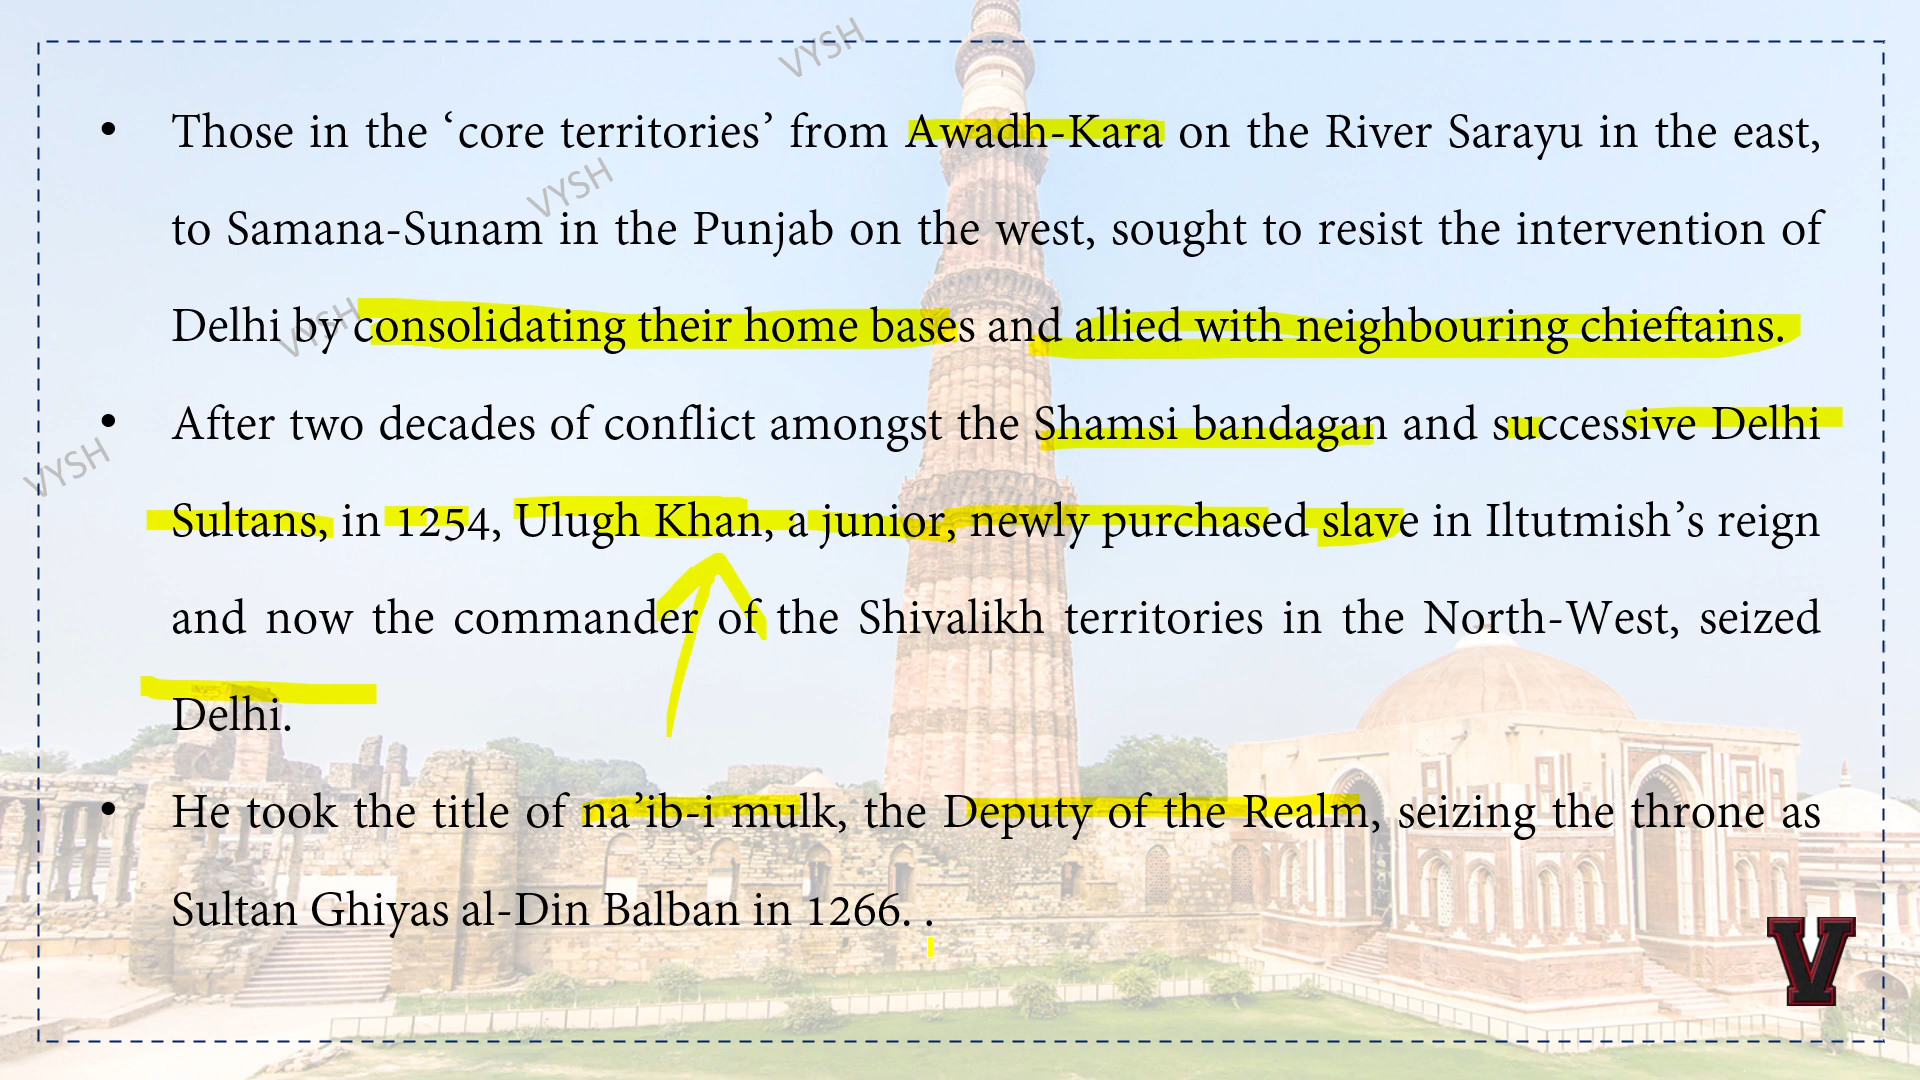 VYSH
• Those in the ‘core territories’ from Awadh-Kara on the River Sarayu in the east,
VYSH
to Samana-Sunam in the Punjab on the west, sought to resist the intervention of
VYSH
Delhi by consolidating their home bases and allied with neighbouring chieftains.
• After two decades of conflict amongst the Shamsi bandagan and successive Delhi
VYSH
Sultans, in 1254, Ulugh Khan, a junior, newly purchased slave in Iltutmish’s reign
and now the commander of the Shivalikh territories in the North-West, seized
Delhi.
• He took the title of na’ib-i mulk, the Deputy of the Realm, seizing the throne as
Sultan Ghiyas al-Din Balban in 1266. .
V